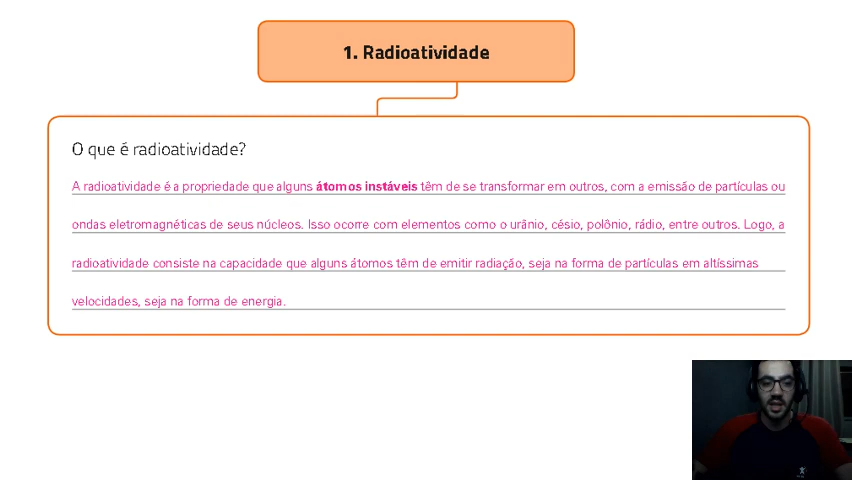 1. Radioatividade
O que é radioatividade?
A radioatividade é a propriedade que alguns átomos instáveis têm de se transformar em outros, com a emissão de partículas ou
ondas eletromagnéticas de seus núcleos. Isso ocorre com elementos como o urânio, césio, polônio, rádio, entre outros. Logo, a
radioatividade consiste na capacidade que alguns átomos têm de emitir radiação, seja na forma de partículas em altíssimas
velocidades, seja na forma de energia.